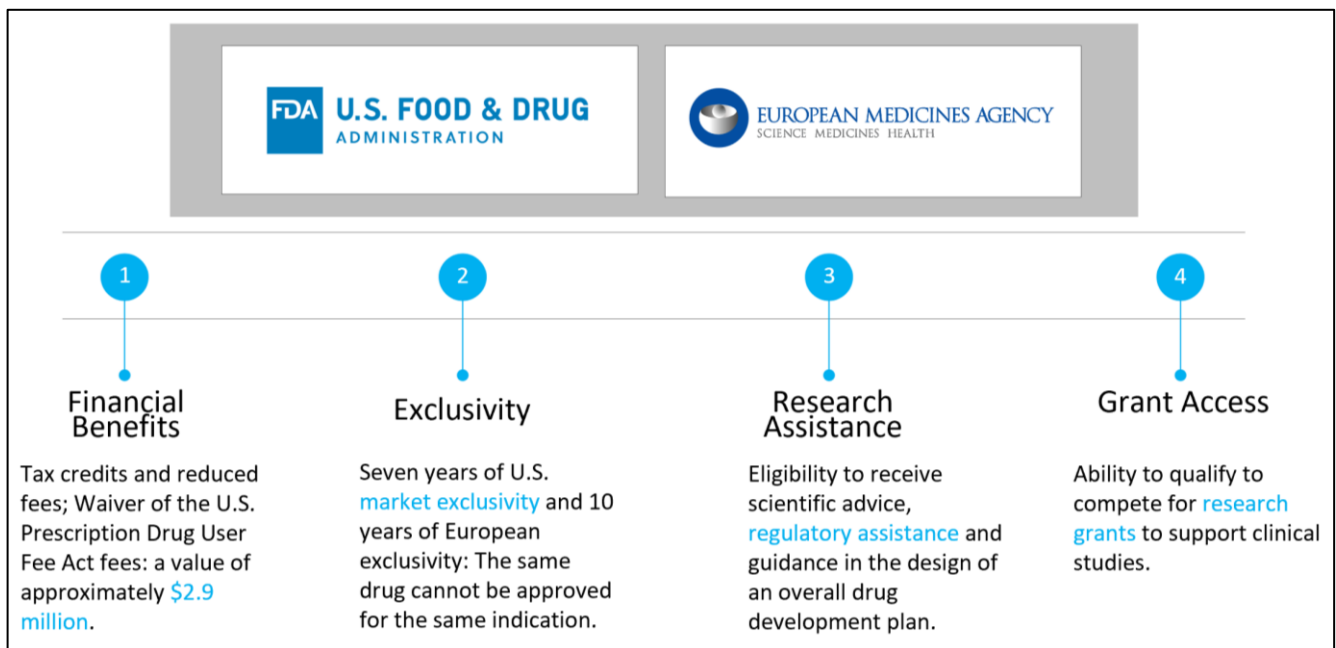 FDA U.S. FOOD & DRUG
ADMINISTRATION
EUROPEAN MEDICINES AGENCY
SCIENCE MEDICINES HEALTH
1
2
3
4
Financial
Benefits
Tax credits and reduced
fees; Waiver of the U.S.
Prescription Drug User
Fee Act fees: a value of
approximately $2.9
million.
Exclusivity
Seven years of U.S.
market exclusivity and 10
years of European
exclusivity: The same
drug cannot be approved
for the same indication.
Research
Assistance
Eligibility to receive
scientific advice,
regulatory assistance and
guidance in the design of
an overall drug
development plan.
Grant Access
Ability to qualify to
compete for research
grants to support clinical
studies.